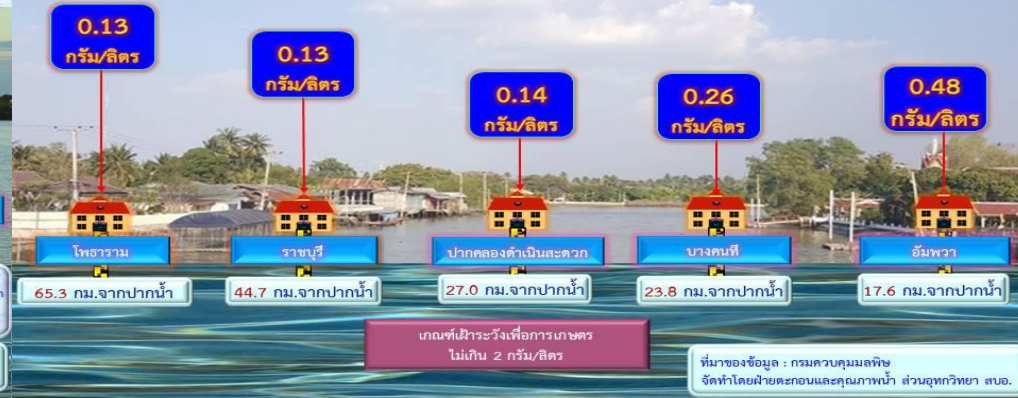 0.13
กรัม/ลิตร
0.13
กรัม/ลิตร
0.14
กรัม/ลิตร
0.26
กรัม/ลิตร
0.48
กรัม/ลิตร
โพธาราม
ราชบุรี
ปากคลองดำเนินสะดวก
บางคนที
อัมพวา
65.3 กม.จากปากน้ำ
44.7 กม.จากปากน้ำ
27.0 กม.จากปากน้ำ
23.8 กม.จากปากน้ำ
17.6 กม.จากปากน้ำ
เกณฑ์เฝ้าระวังเพื่อการเกษตร
ไม่เกิน 2 กรัม/ลิตร
ที่มาของข้อมูล : กรมควบคุมมลพิษ
จัดทำโดยฝ่ายตะกอนและคุณภาพน้ำ ส่วนอุทกวิทยา สบอ.